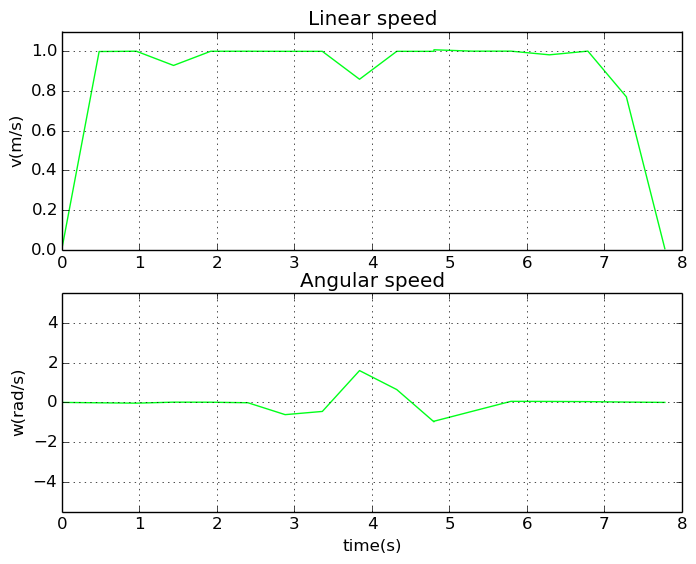 Linear speed
1.0
0.8
0.6
0.4
0.2
0.0
v(m/s)
0 1 2 3 4 5 6 7 8
Angular speed
4
2
0
−2
−4
w(rad/s)
0 1 2 3 4 5 6 7 8
time(s)